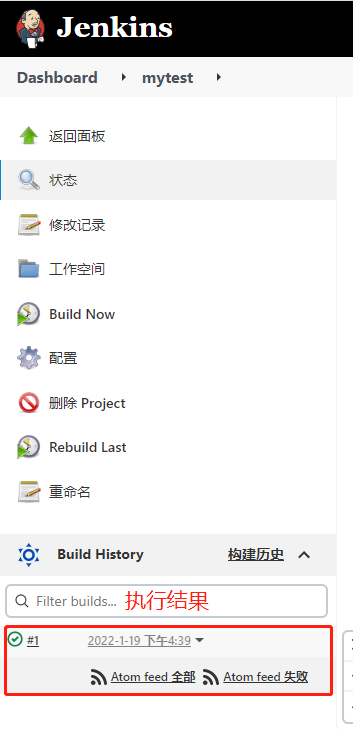 Jenkins
Dashboard mytest
返回面板
状态
修改记录
工作空间
Build Now
配置
删除 Project
Rebuild Last
重命名
Build History 构建历史
Filter builds... 执行结果
#1 2022-1-19 下午4:39
Atom feed 全部 Atom feed 失败